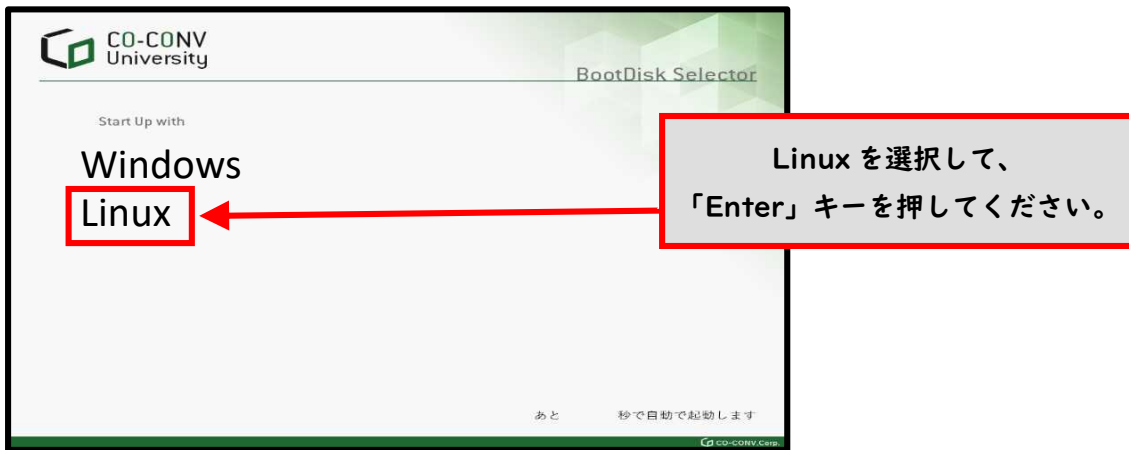 CO-CONV
University
BootDisk Selector
Start Up with
Windows
Linux
Linux を選択して、
「Enter」キーを押してください。
あと 秒で自動で起動します
CO-CONV.Corp.